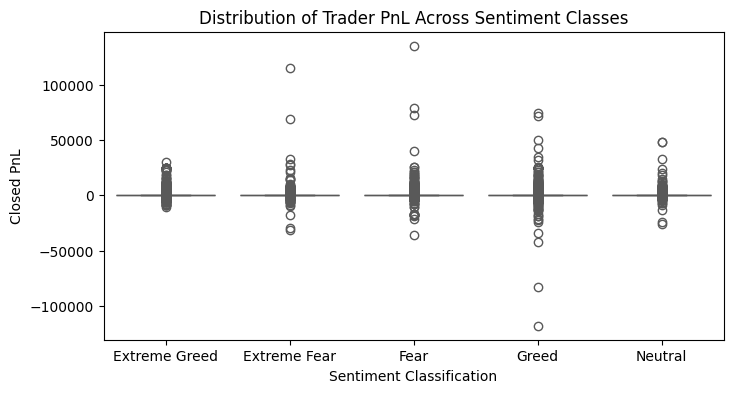 Distribution of Trader PnL Across Sentiment Classes
100000
50000
0
−50000
−100000
Closed PnL
Extreme Greed
Extreme Fear
Fear
Greed
Neutral
Sentiment Classification